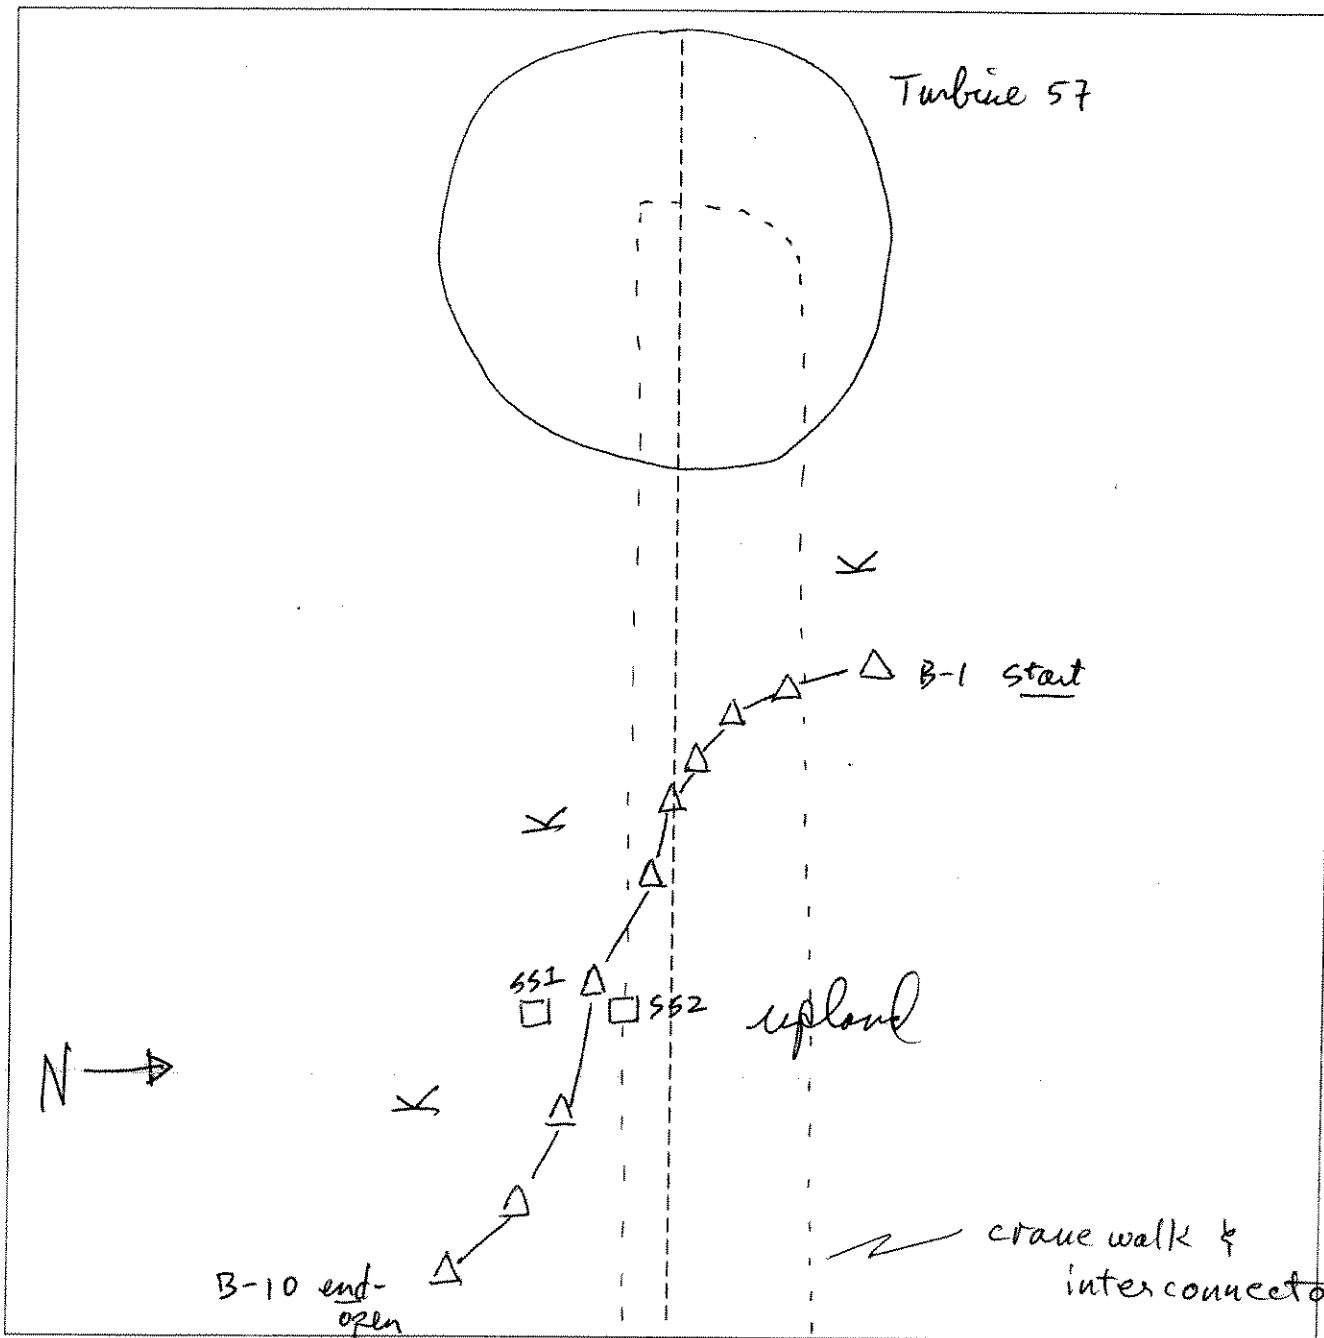 Turbine 57
B-1 start
SS1
SS2
upland
N
B-10 end-
open
crane walk &
interconnecto